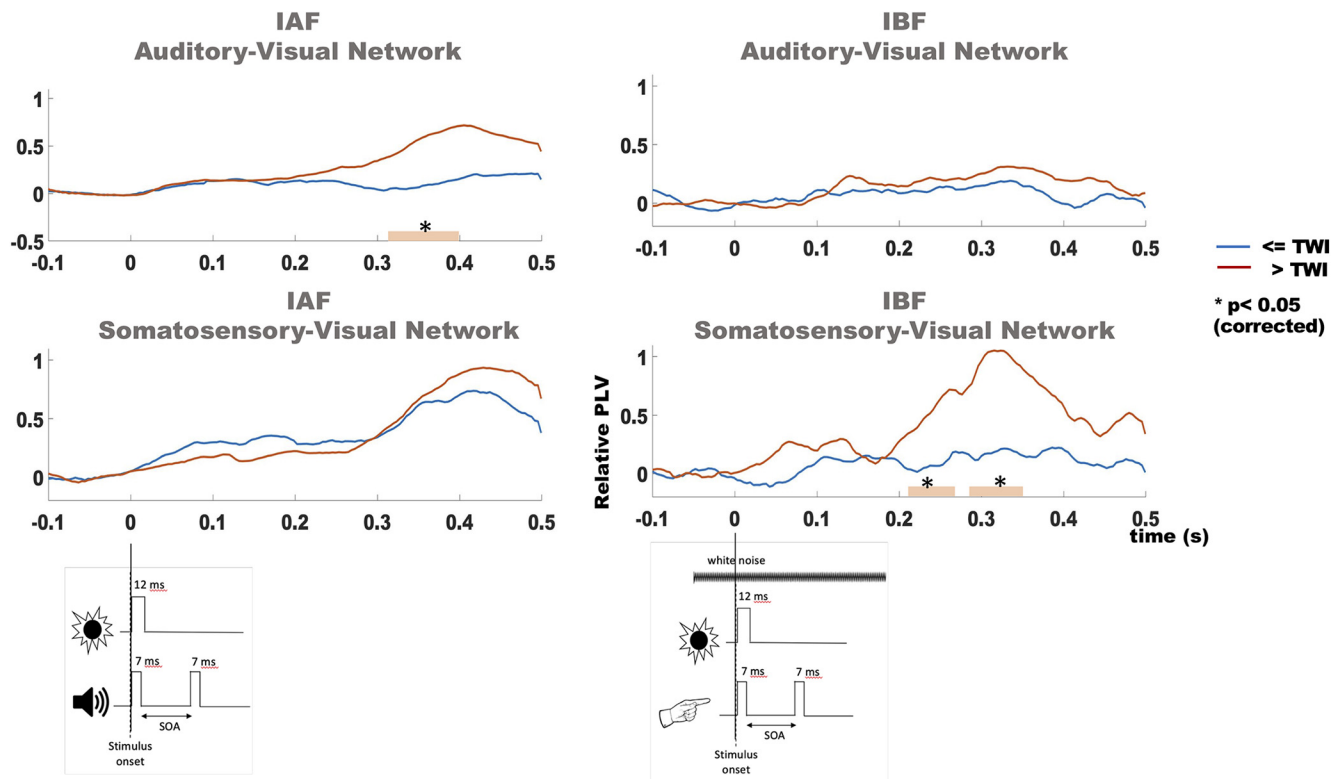 IAF
Auditory-Visual Network
1
0.5
0
-0.5
-0.1 0 0.1 0.2 0.3 0.4 0.5
*
IBF
Auditory-Visual Network
1
0.5
0
-0.1 0 0.1 0.2 0.3 0.4 0.5
<= TWI
> TWI
* p< 0.05
(corrected)
IAF
Somatosensory-Visual Network
1
0.5
0
-0.1 0 0.1 0.2 0.3 0.4 0.5
IBF
Somatosensory-Visual Network
Relative PLV
1
0.5
0
* *
-0.1 0 0.1 0.2 0.3 0.4 0.5
time (s)
12 ms
7 ms 7 ms
SOA
Stimulus
onset
white noise
12 ms
7 ms 7 ms
SOA
Stimulus
onset